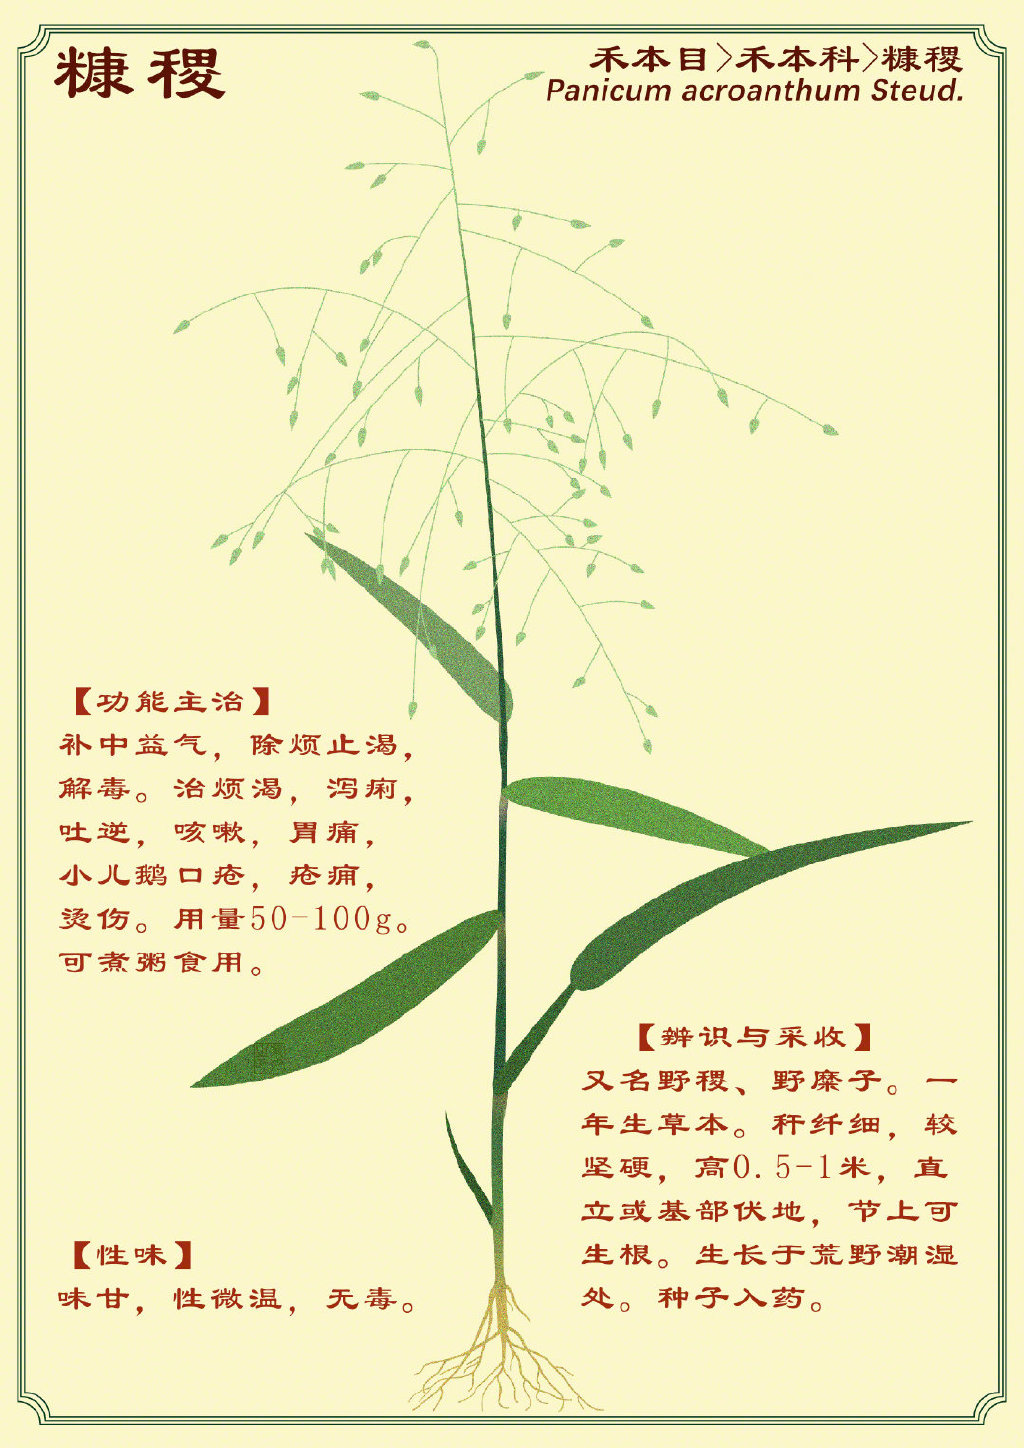 糠稷
禾本目>禾本科>糠稷
Panicum acroanthum Steud.
【功能主治】
补中益气，除烦止渴，
解毒。治烦渴，泻痢，
吐逆，咳嗽，胃痛，
小儿鹅口疮，疮痈，
烫伤。用量50-100g。
可煮粥食用。
【辨识与采收】
又名野稷、野糜子。一
年生草本。秆纤细，较
坚硬，高0.5-1米，直
立或基部伏地，节上可
生根。生长于荒野潮湿
处。种子入药。
【性味】
味甘，性微温，无毒。